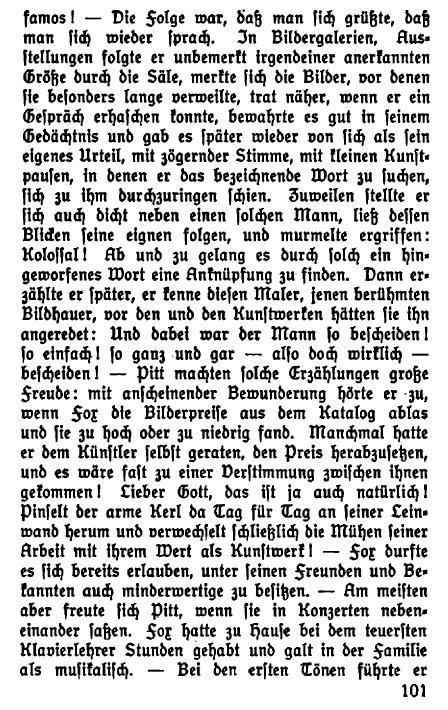 famos! — Die Folge war, daß man sich grüßte, daß
man sich wieder sprach. In Bildergalerien, Aus-
stellungen folgte er unbemerkt irgendeiner anerkannten
Größe durch die Säle, merkte sich die Bilder, vor denen
sie besonders lange verweilte, trat näher, wenn er ein
Gespräch erhaschen konnte, bewahrte es gut in seinem
Gedächtnis und gab es später wieder von sich als sein
eigenes Urteil, mit zögernder Stimme, mit kleinen Kunst-
pausen, in denen er das bezeichnende Wort zu suchen,
sich zu ihm durchzuringen schien. Zuweilen stellte er
sich auch dicht neben einen solchen Mann, ließ dessen
Blicken seine eignen folgen, und murmelte ergriffen:
Kolossal! Ab und zu gelang es durch solch ein hin-
geworfenes Wort eine Anknüpfung zu finden. Dann er-
zählte er später, er kenne diesen Maler, jenen berühmten
Bildhauer, vor den und den Kunstwerken hätten sie ihn
angeredet: Und dabei war der Mann so bescheiden!
so einfach! so ganz und gar — also doch wirklich —
bescheiden! — Pitt machten solche Erzählungen große
Freude: mit anscheinender Bewunderung hörte er zu,
wenn Fox die Bilderpreise aus dem Katalog ablas
und sie zu hoch oder zu niedrig fand. Manchmal hatte
er dem Künstler selbst geraten, den Preis herabzusetzen,
und es wäre fast zu einer Verstimmung zwischen ihnen
gekommen! Lieber Gott, das ist ja auch natürlich!
Pinselt der arme Kerl da Tag für Tag an seiner Lein-
wand herum und verwechselt schließlich die Mühen seiner
Arbeit mit ihrem Wert als Kunstwerk! — Fox durfte
es sich bereits erlauben, unter seinen Freunden und Be-
kannten auch minderwertige zu besitzen. — Am meisten
aber freute sich Pitt, wenn sie in Konzerten neben-
einander saßen. Fox hatte zu Hause bei dem teuersten
Klavierlehrer Stunden gehabt und galt in der Familie
als musikalisch. — Bei den ersten Tönen führte er
101